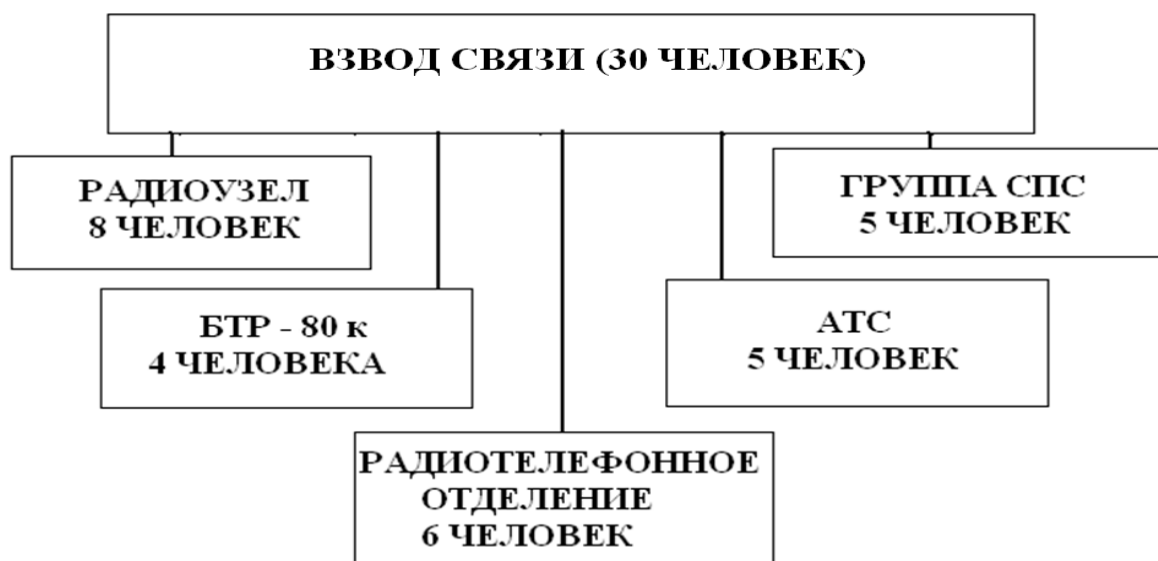 ВЗВОД СВЯЗИ (30 ЧЕЛОВЕК)
РАДИОУЗЕЛ
8 ЧЕЛОВЕК
ГРУППА СПС
5 ЧЕЛОВЕК
БТР - 80 к
4 ЧЕЛОВЕКА
АТС
5 ЧЕЛОВЕК
РАДИОТЕЛЕФОННОЕ
ОТДЕЛЕНИЕ
6 ЧЕЛОВЕК